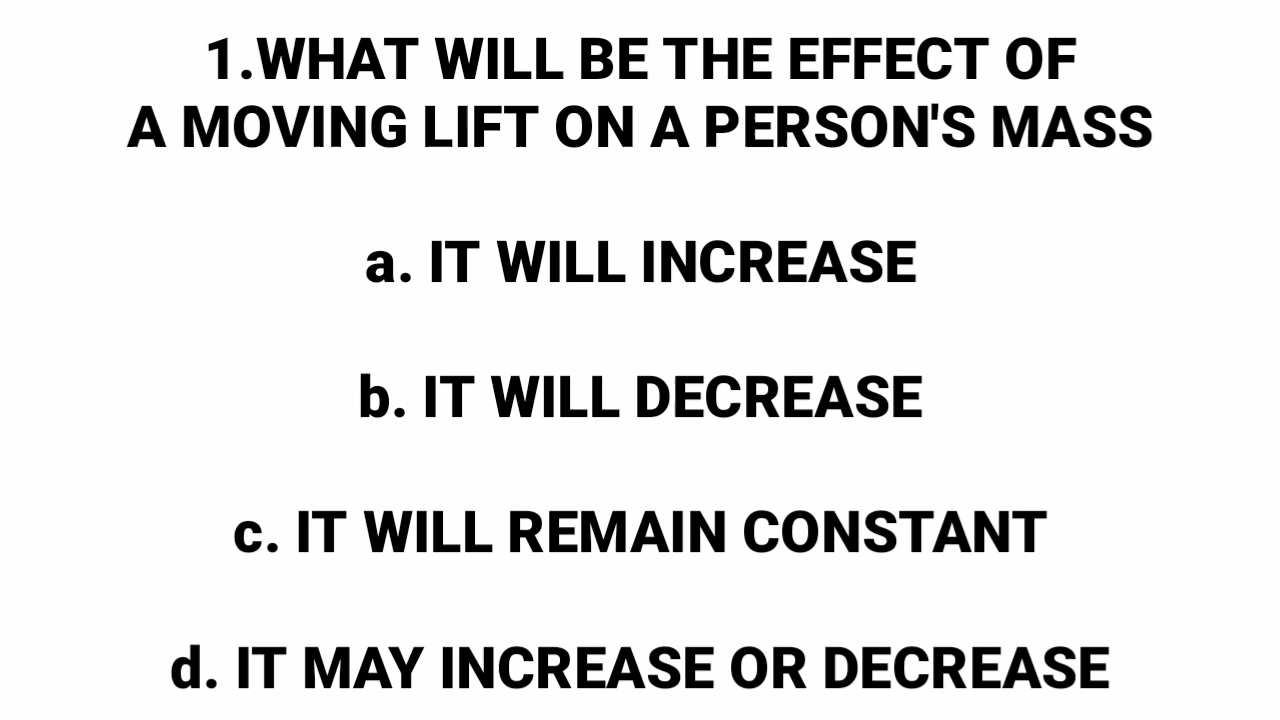 1.WHAT WILL BE THE EFFECT OF
A MOVING LIFT ON A PERSON'S MASS
a. IT WILL INCREASE
b. IT WILL DECREASE
c. IT WILL REMAIN CONSTANT
d. IT MAY INCREASE OR DECREASE